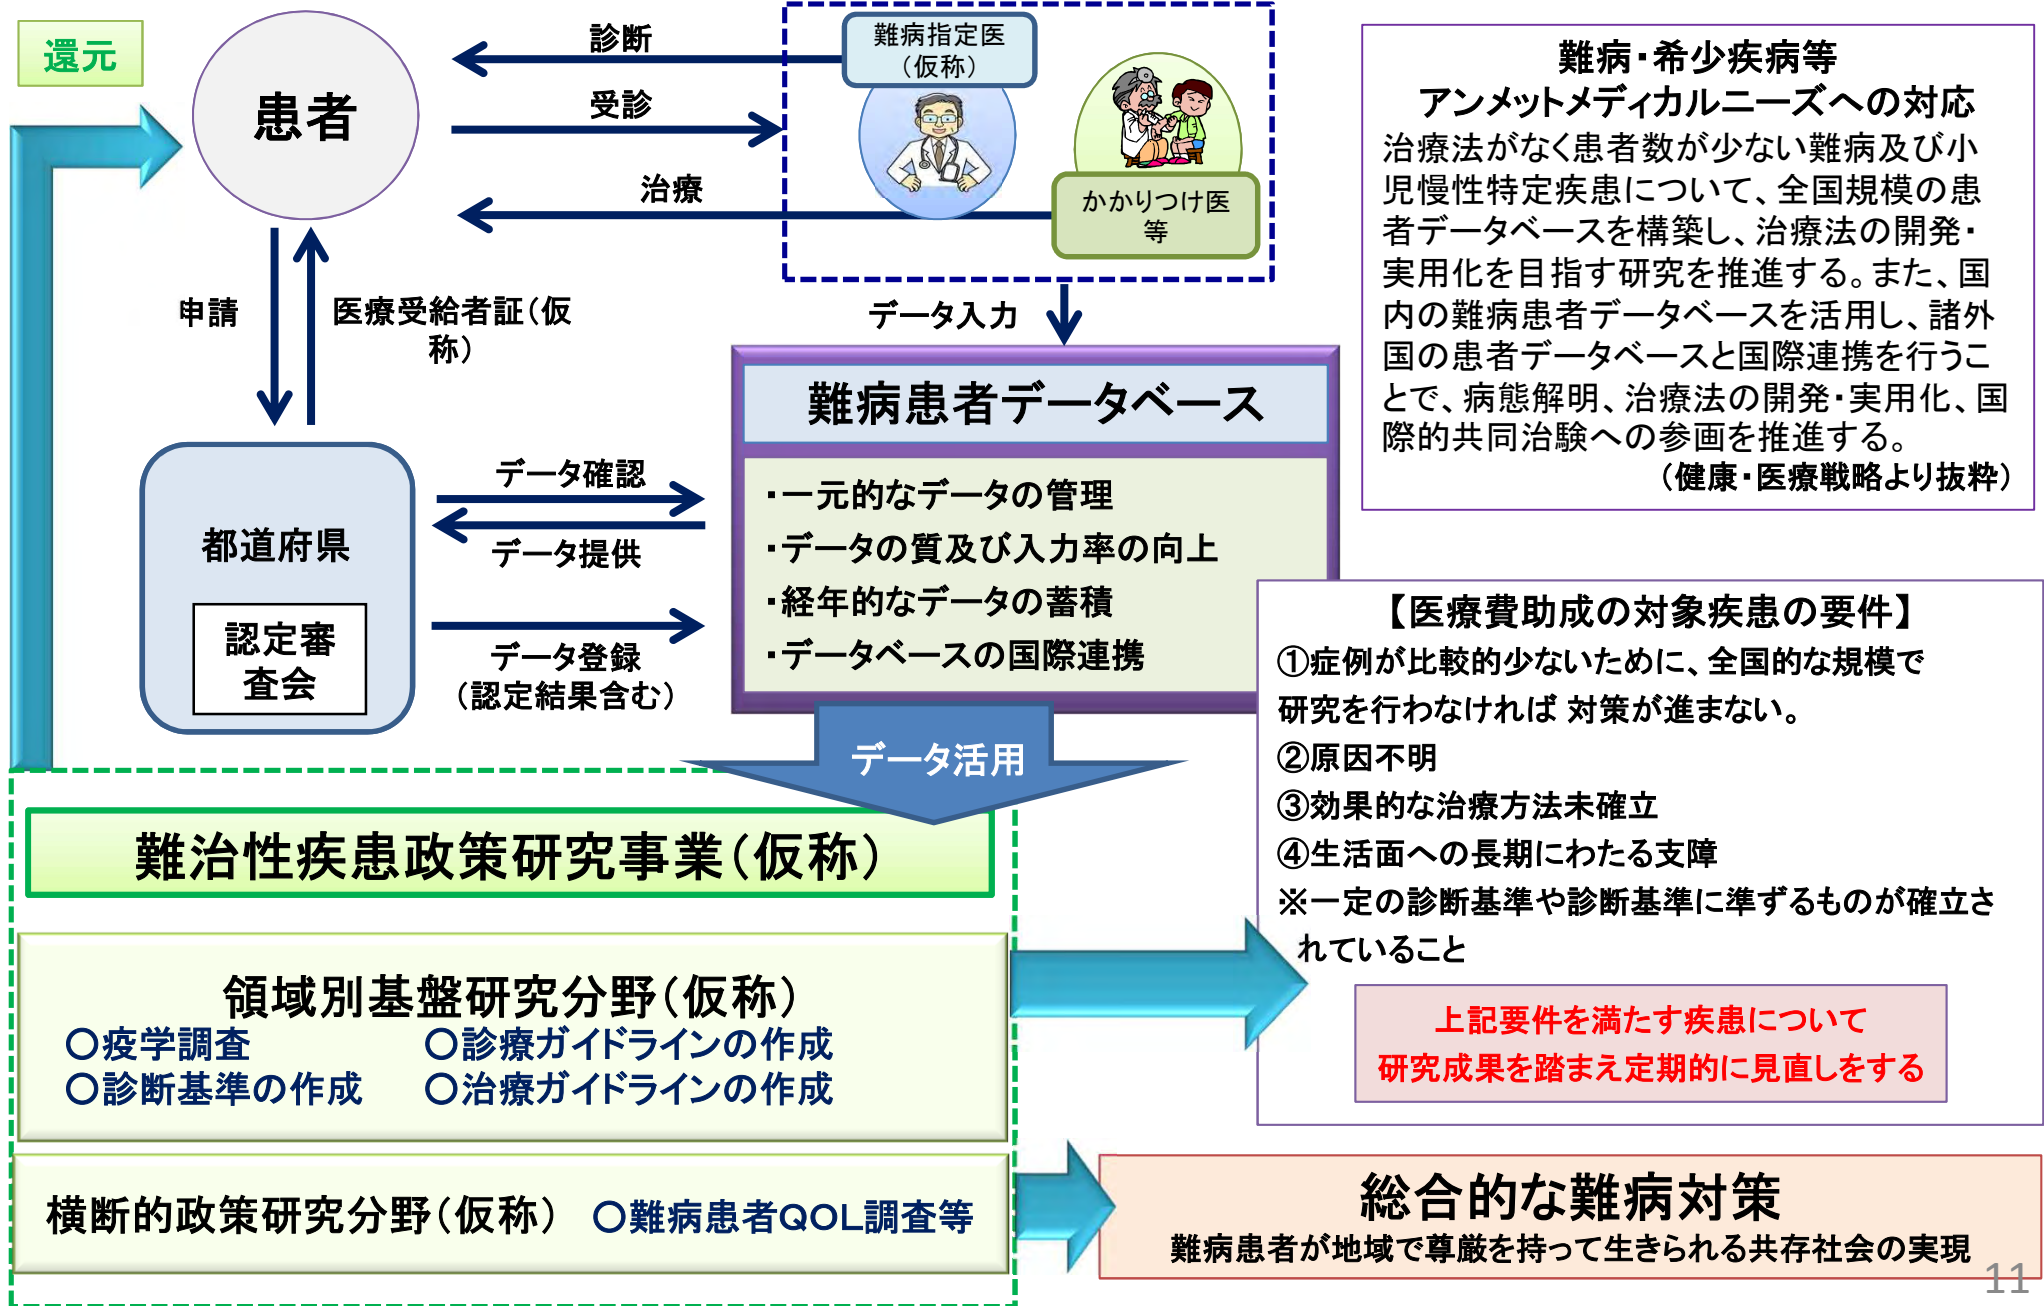 還元
患者
診断
受診
治療
難病指定医
（仮称）
かかりつけ医
等
難病・希少疾病等
アンメットメディカルニーズへの対応
治療法がなく患者数が少ない難病及び小
児慢性特定疾患について、全国規模の患
者データベースを構築し、治療法の開発・
実用化を目指す研究を推進する。また、国
内の難病患者データベースを活用し、諸外
国の患者データベースと国際連携を行うこ
とで、病態解明、治療法の開発・実用化、国
際的共同治験への参画を推進する。
（健康・医療戦略より抜粋）
申請
医療受給者証（仮
称）
データ入力
難病患者データベース
・一元的なデータの管理
・データの質及び入力率の向上
・経年的なデータの蓄積
・データベースの国際連携
都道府県
認定審
査会
データ確認
データ提供
データ登録
（認定結果含む）
データ活用
【医療費助成の対象疾患の要件】
①症例が比較的少ないために、全国的な規模で
研究を行わなければ 対策が進まない。
②原因不明
③効果的な治療方法未確立
④生活面への長期にわたる支障
※一定の診断基準や診断基準に準ずるものが確立さ
れていること
上記要件を満たす疾患について
研究成果を踏まえ定期的に見直しをする
難治性疾患政策研究事業（仮称）
領域別基盤研究分野（仮称）
○疫学調査 ○診療ガイドラインの作成
○診断基準の作成 ○治療ガイドラインの作成
横断的政策研究分野（仮称） ○難病患者QOL調査等
総合的な難病対策
難病患者が地域で尊厳を持って生きられる共存社会の実現
11